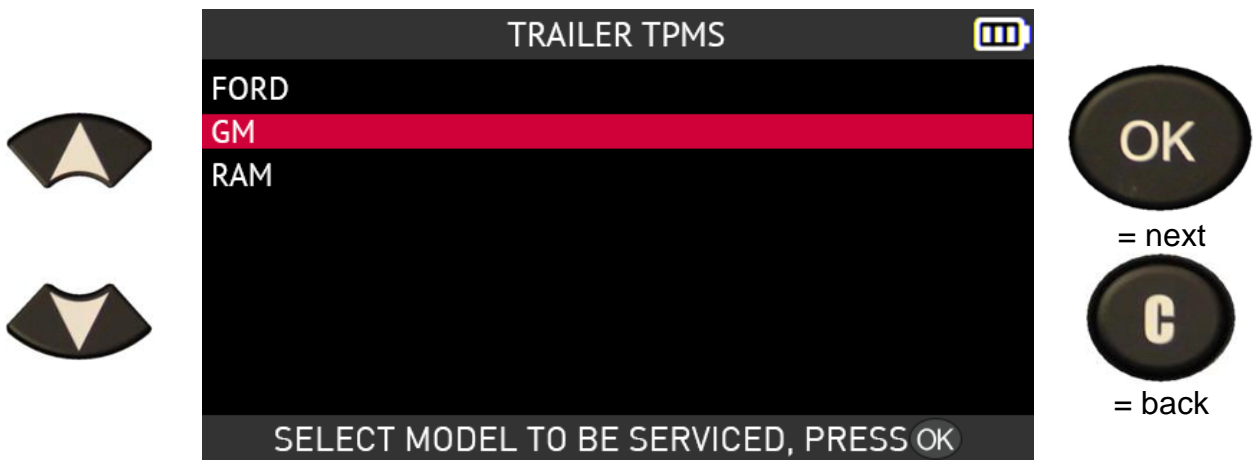 TRAILER TPMS
FORD
GM
RAM
OK
= next
C
= back
SELECT MODEL TO BE SERVICED, PRESS OK